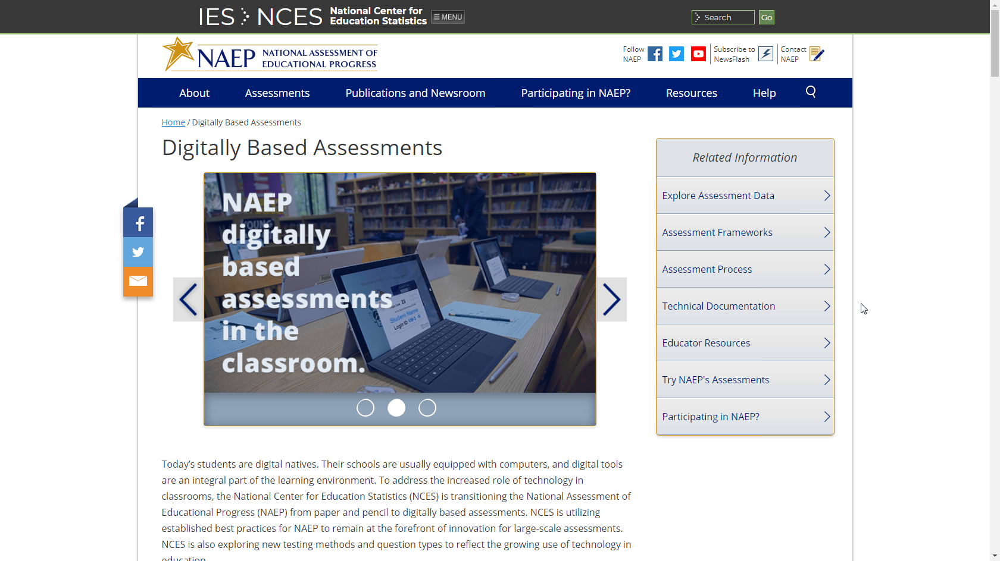 IES NCES National Center for
Education Statistics
MENU
Search
Go
NAEP NATIONAL ASSESSMENT OF
EDUCATIONAL PROGRESS
Follow
NAEP
Subscribe to
NewsFlash
Contact
NAEP
About Assessments Publications and Newsroom Participating in NAEP? Resources Help
Home / Digitally Based Assessments
Digitally Based Assessments
NAEP
digitally
based
assessments
in the
classroom.
Student Name
Related Information
Explore Assessment Data
Assessment Frameworks
Assessment Process
Technical Documentation
Educator Resources
Try NAEP's Assessments
Participating in NAEP?
Today’s students are digital natives. Their schools are usually equipped with computers, and digital tools
are an integral part of the learning environment. To address the increased role of technology in
classrooms, the National Center for Education Statistics (NCES) is transitioning the National Assessment of
Educational Progress (NAEP) from paper and pencil to digitally based assessments. NCES is utilizing
established best practices for NAEP to remain at the forefront of innovation for large-scale assessments.
NCES is also exploring new testing methods and question types to reflect the growing use of technology in
education.